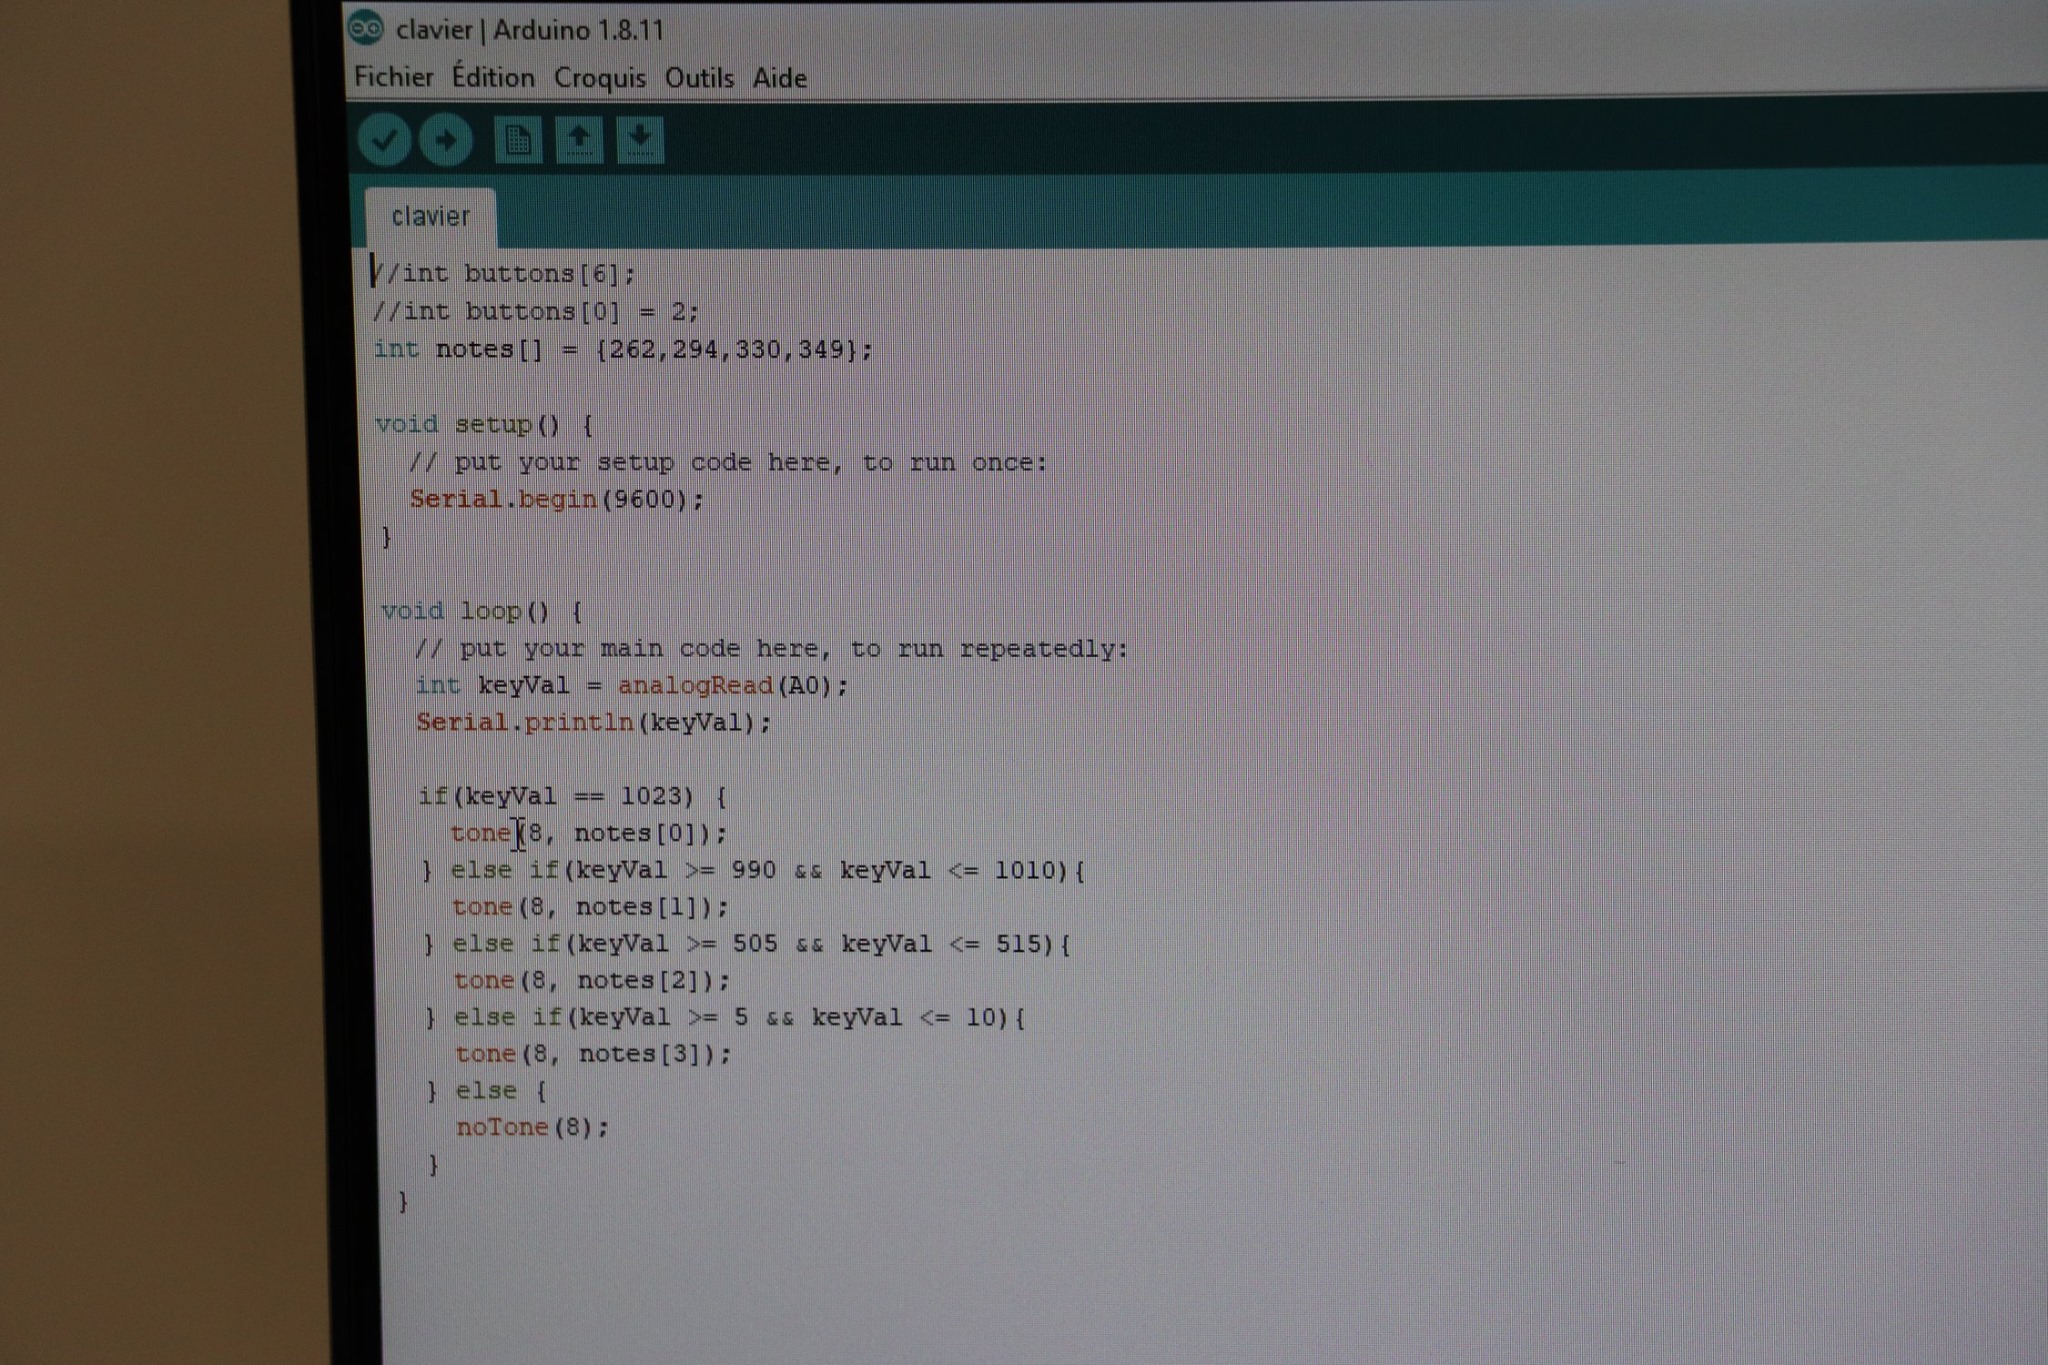 clavier | Arduino 1.8.11
Fichier Édition Croquis Outils Aide
clavier
//int buttons[6];
//int buttons[0] = 2;
int notes[] = {262,294,330,349};
void setup() {
// put your setup code here, to run once:
Serial.begin(9600);
}
void loop() {
// put your main code here, to run repeatedly:
int keyVal = analogRead(A0);
Serial.println(keyVal);
if(keyVal == 1023) {
tone(8, notes[0]);
} else if(keyVal >= 990 && keyVal <= 1010){
tone(8, notes[1]);
} else if(keyVal >= 505 && keyVal <= 515){
tone(8, notes[2]);
} else if(keyVal >= 5 && keyVal <= 10){
tone(8, notes[3]);
} else {
noTone(8);
}
}